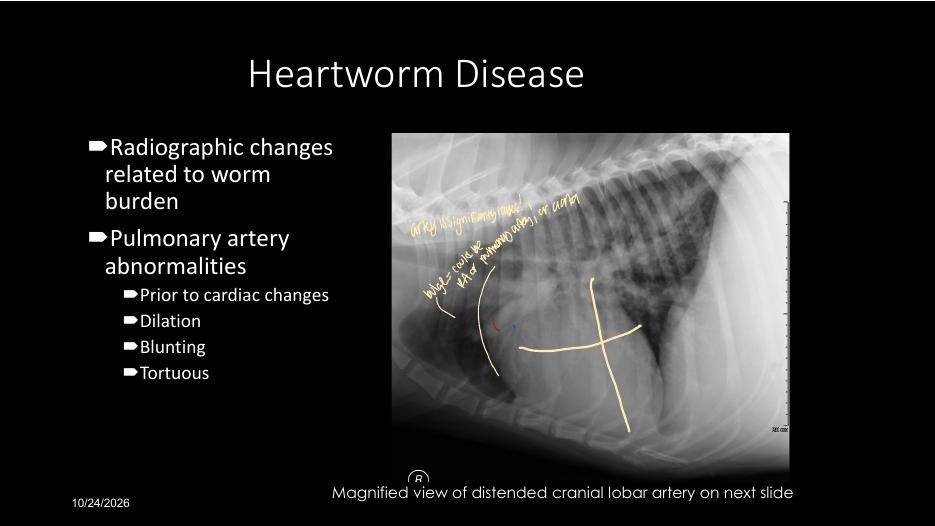 Heartworm Disease
Radiographic changes
related to worm
burden
Pulmonary artery
abnormalities
Prior to cardiac changes
Dilation
Blunting
Tortuous
bulge = could be
RA or pulmonary artery, or aorta
R
Magnified view of distended cranial lobar artery on next slide
10/24/2026